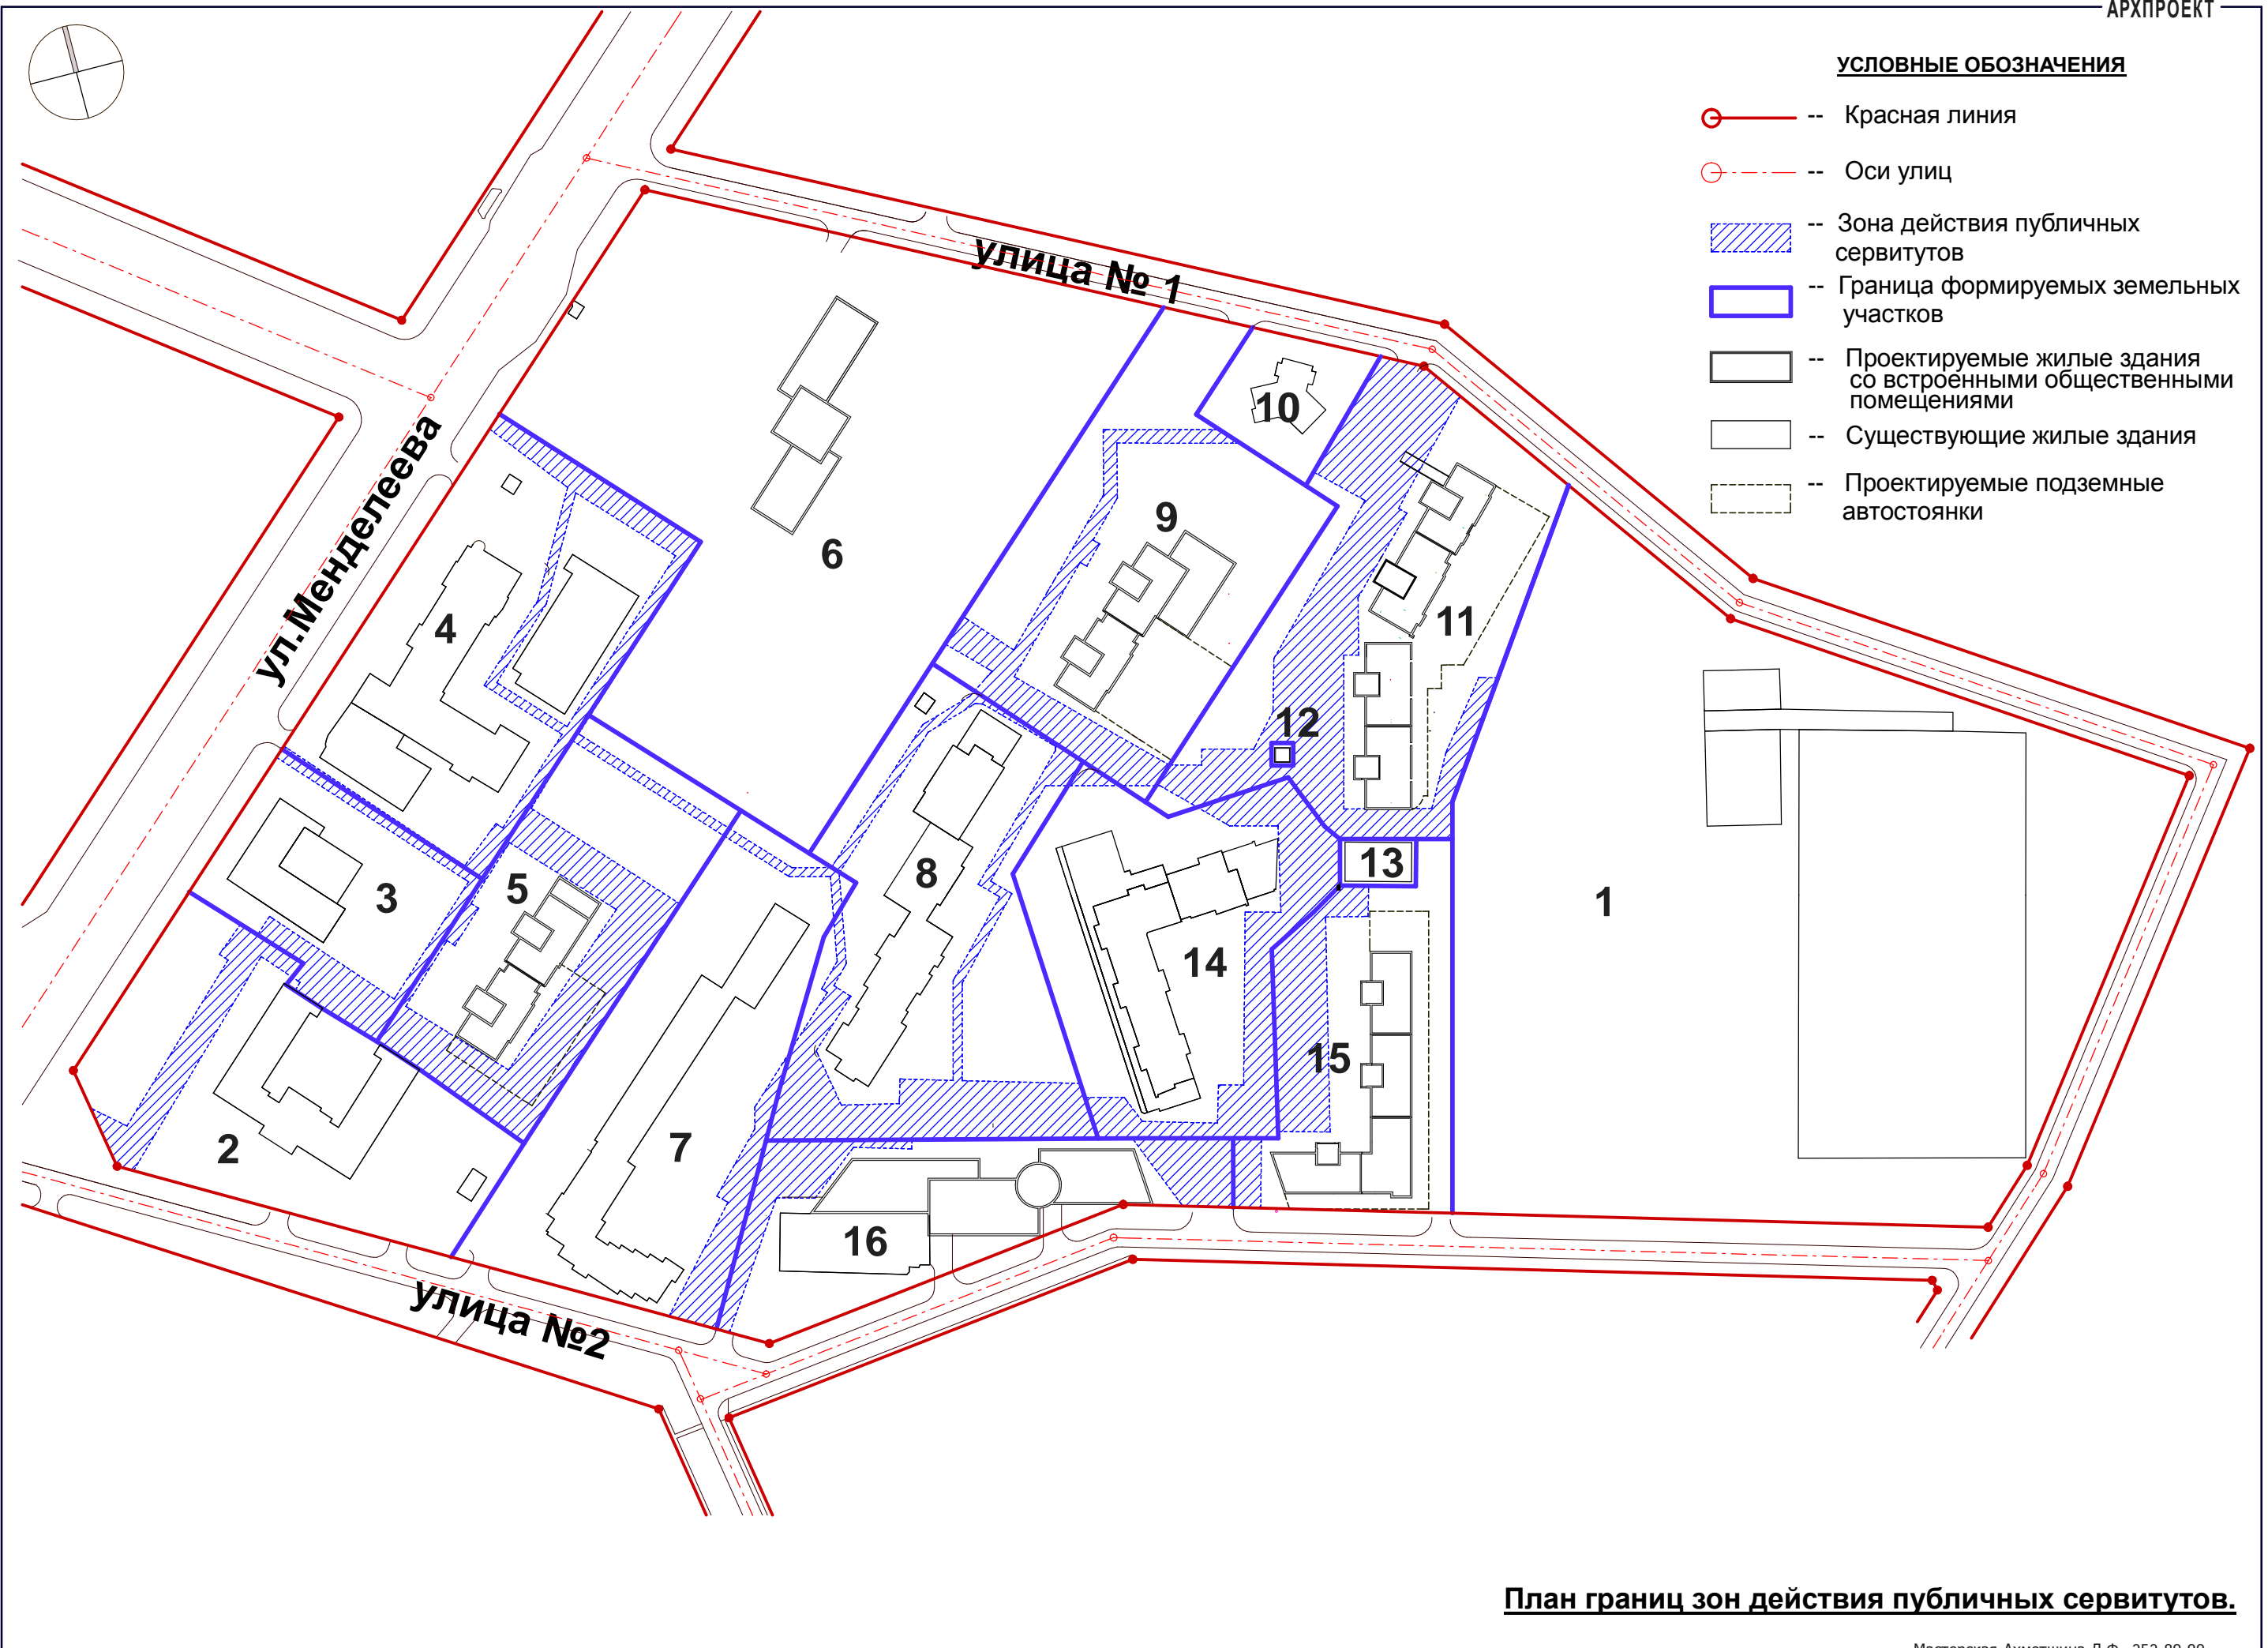 АРХПРОЕКТ
УСЛОВНЫЕ ОБОЗНАЧЕНИЯ
-- Красная линия
-- Оси улиц
-- Зона действия публичных
сервитутов
-- Граница формируемых земельных
участков
-- Проектируемые жилые здания
со встроенными общественными
помещениями
-- Существующие жилые здания
-- Проектируемые подземные
автостоянки
улица № 1
ул.Менделеева
10
9
6
4
11
12
13
8
5
3
1
14
15
7
2
16
улица №2
План границ зон действия публичных сервитутов.